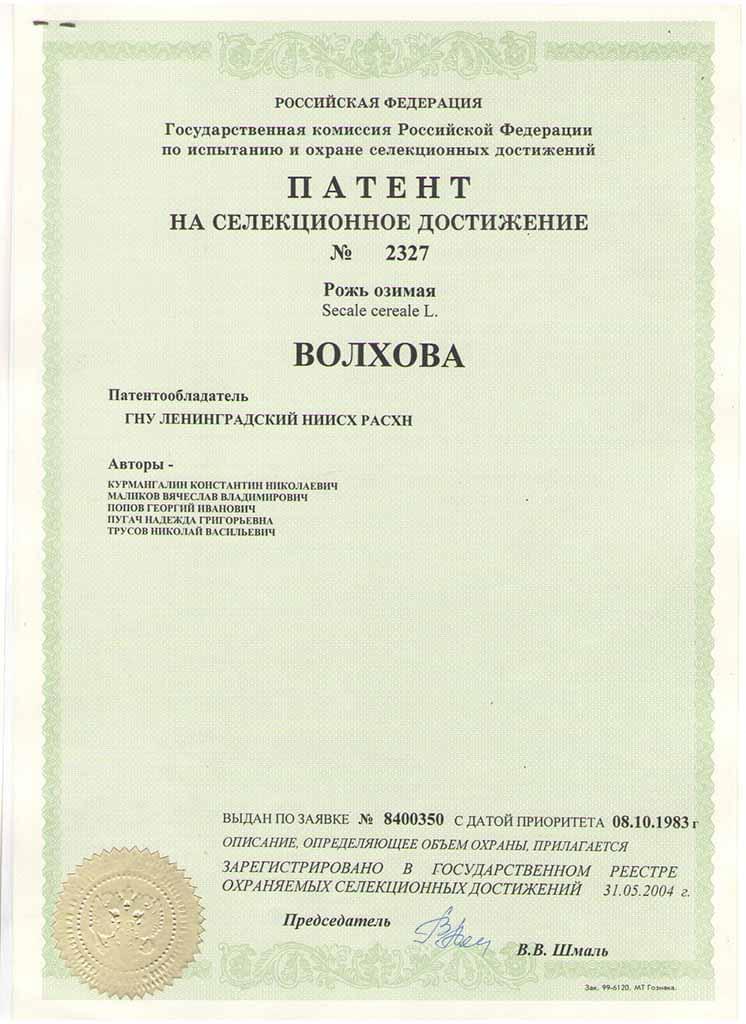 РОССИЙСКАЯ ФЕДЕРАЦИЯ
Государственная комиссия Российской Федерации
по испытанию и охране селекционных достижений
ПАТЕНТ
НА СЕЛЕКЦИОННОЕ ДОСТИЖЕНИЕ
№ 2327
Рожь озимая
Secale cereale L.
ВОЛХОВА
Патентообладатель
ГНУ ЛЕНИНГРАДСКИЙ НИИСХ РАСХН
Авторы -
КУРМАНГАЛИН КОНСТАНТИН НИКОЛАЕВИЧ
МАЛИКОВ ВЯЧЕСЛАВ ВЛАДИМИРОВИЧ
ПОПОВ ГЕОРГИЙ ИВАНОВИЧ
ПУГАЧ НАДЕЖДА ГРИГОРЬЕВНА
ТРУСОВ НИКОЛАЙ ВАСИЛЬЕВИЧ
ВЫДАН ПО ЗАЯВКЕ № 8400350 С ДАТОЙ ПРИОРИТЕТА 08.10.1983 г
ОПИСАНИЕ, ОПРЕДЕЛЯЮЩЕЕ ОБЪЕМ ОХРАНЫ, ПРИЛАГАЕТСЯ
ЗАРЕГИСТРИРОВАНО В ГОСУДАРСТВЕННОМ РЕЕСТРЕ
ОХРАНЯЕМЫХ СЕЛЕКЦИОННЫХ ДОСТИЖЕНИЙ 31.05.2004 г.
Председатель
В.В. Шмаль
Зак. 99-6120. МТ Гознака.